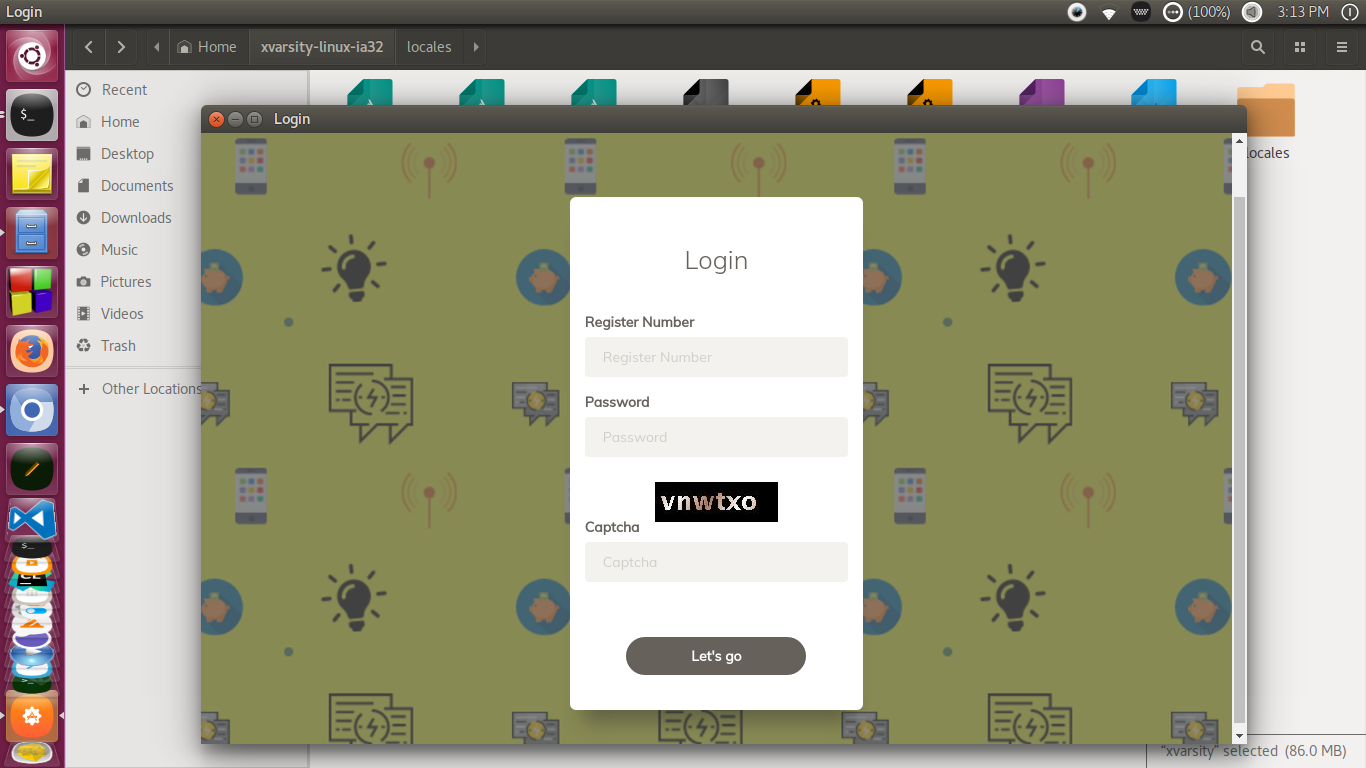 Login
(100%)
3:13 PM
Home
xvarsity-linux-ia32
locales
Recent
Home
Desktop
Documents
Downloads
Music
Pictures
Videos
Trash
Other Locations
Login
locales
Login
Register Number
Register Number
Password
Password
vnwtxo
Captcha
Captcha
Let's go
"xvarsity" selected (86.0 MB)